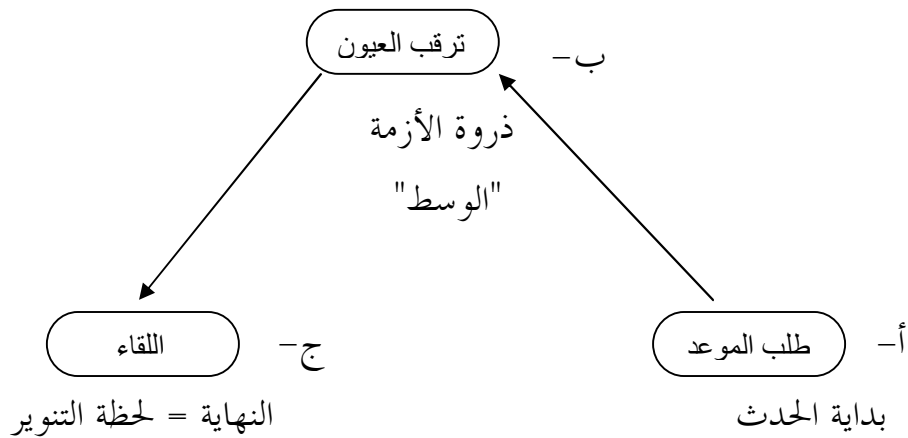 ب- ترقب العيون
ذروة الأزمة
"الوسط"
أ- طلب الموعد
بداية الحدث
ج- اللقاء
النهاية = لحظة التنوير